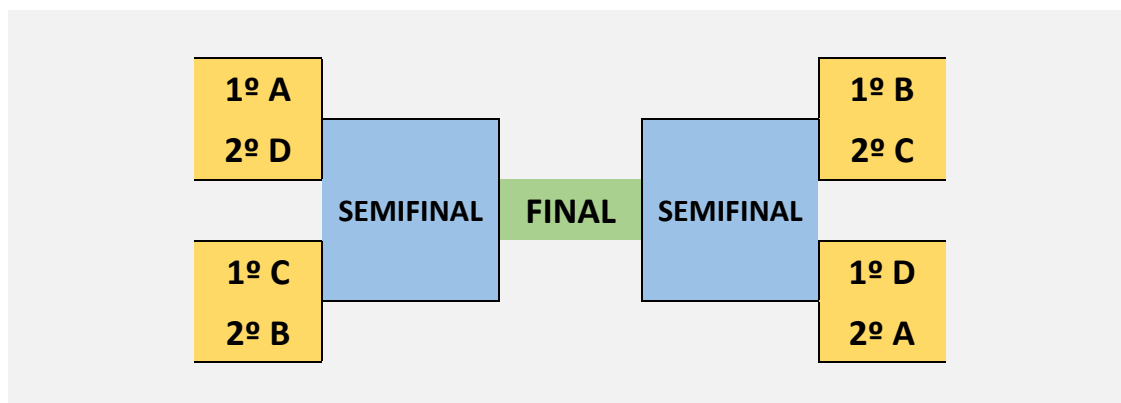 1º A
2º D
1º C
2º B
SEMIFINAL
FINAL
SEMIFINAL
1º B
2º C
1º D
2º A